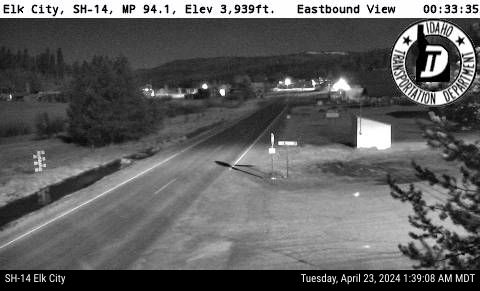 Elk City, SH-14, MP 94.1, Elev 3,939ft. Eastbound View 00:33:35
IDAHO
TRANSPORTATION DEPARTMENT
SH-14 Elk City Tuesday, April 23, 2024 1:39:08 AM MDT